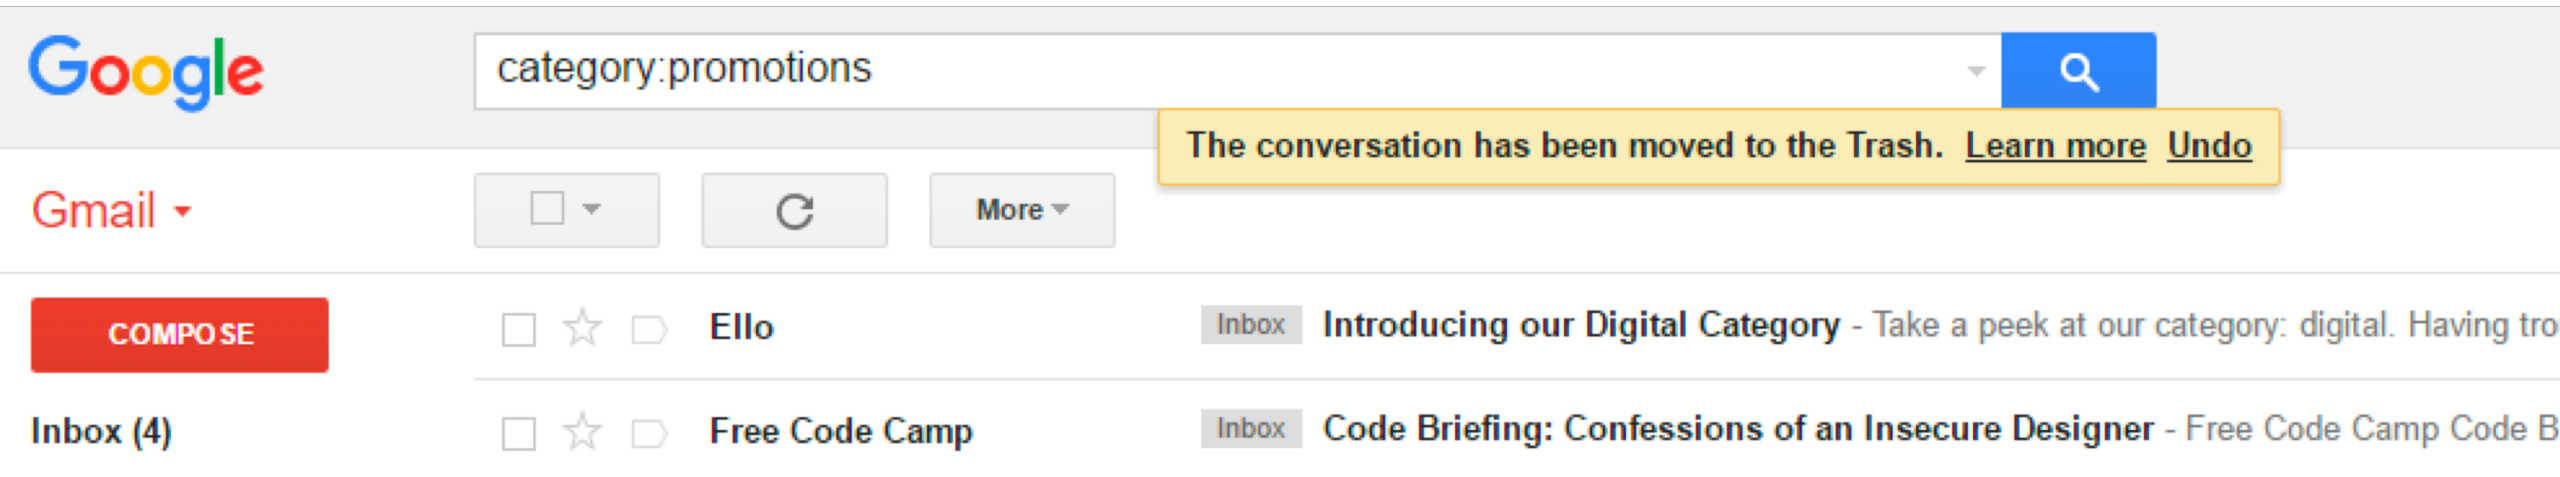 Google
category:promotions
The conversation has been moved to the Trash. Learn more Undo
Gmail
More
COMPOSE
Ello
Inbox
Introducing our Digital Category - Take a peek at our category: digital. Having
Inbox (4)
Free Code Camp
Inbox
Code Briefing: Confessions of an Insecure Designer - Free Code Camp Code